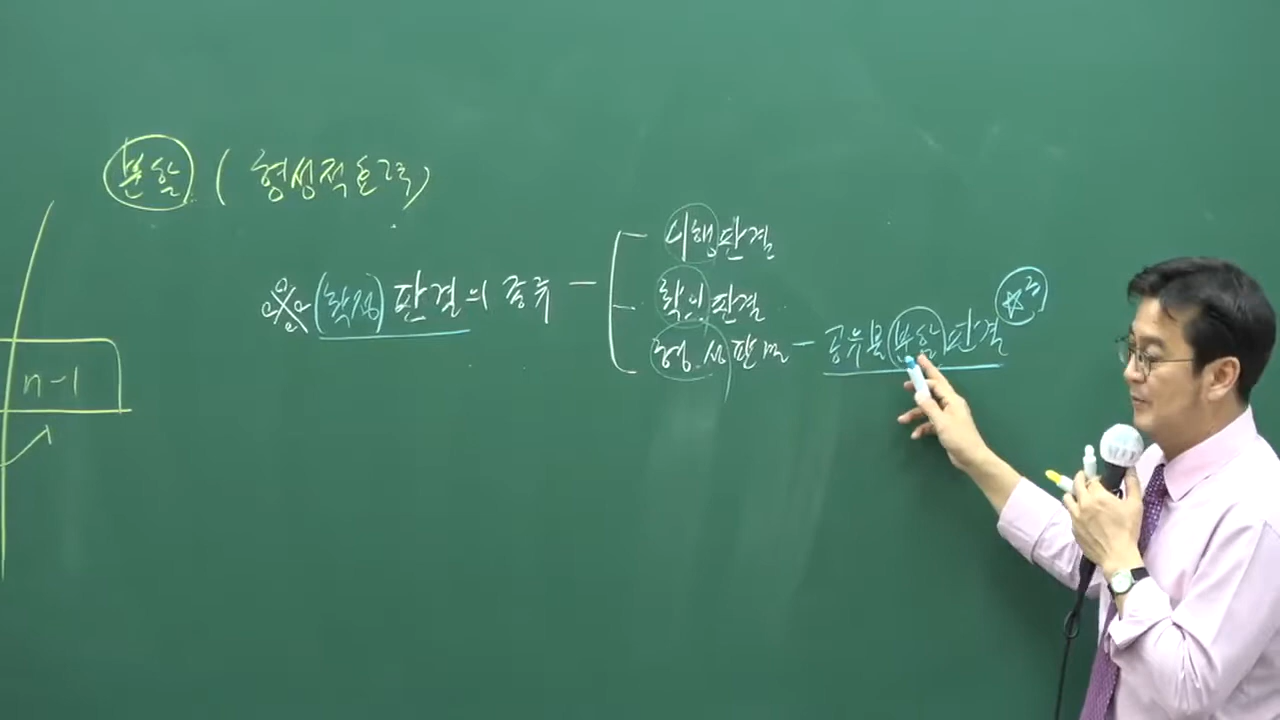 분할 ( 형성적 효력 )
이행판결
※ (확정) 판결의 종류 — 확인판결
형성판결 — 공유물분할판결 ☆
n-1